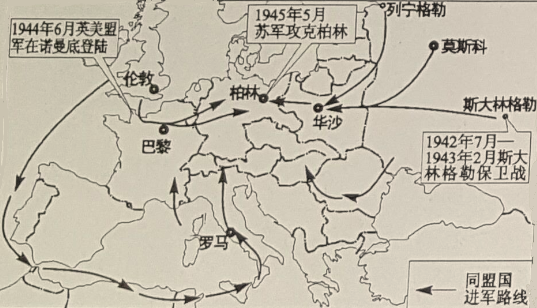 1944年6月英美盟
军在诺曼底登陆
1945年5月
苏军攻克柏林
列宁格勒
莫斯科
伦敦
柏林
华沙
斯大林格勒
巴黎
1942年7月—
1943年2月斯大
林格勒保卫战
罗马
同盟国
进军路线